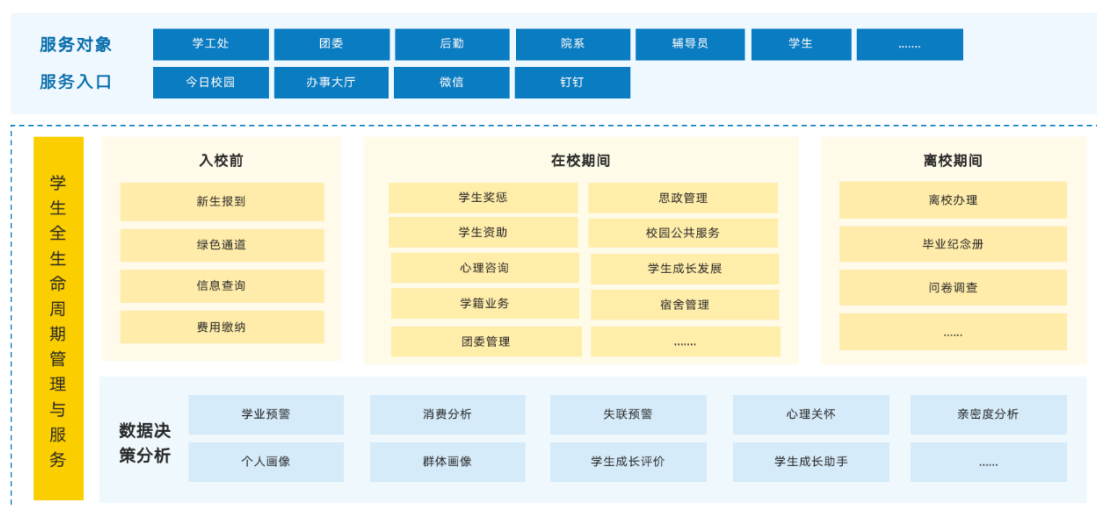 服务对象
学工处
团委
后勤
院系
辅导员
学生
.......
服务入口
今日校园
办事大厅
微信
钉钉
学生全生命周期管理与服务
入校前
新生报到
绿色通道
信息查询
费用缴纳
在校期间
学生奖惩
思政管理
学生资助
校园公共服务
心理咨询
学生成长发展
学籍业务
宿舍管理
团委管理
.......
离校期间
离校办理
毕业纪念册
问卷调查
......
数据决
策分析
学业预警
消费分析
失联预警
心理关怀
亲密度分析
个人画像
群体画像
学生成长评价
学生成长助手
......